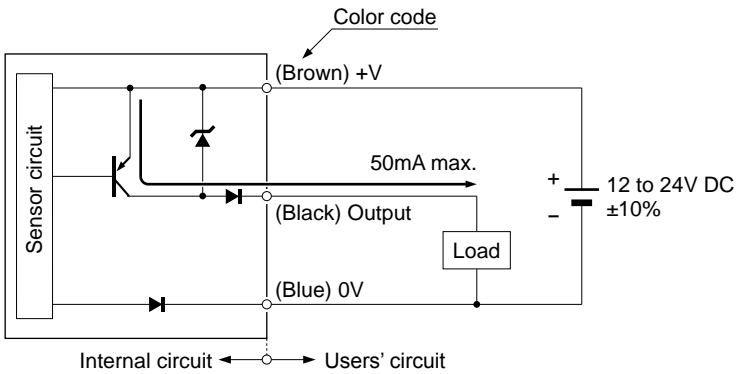 Color code
(Brown) +V
Sensor circuit
50mA max.
+
−
12 to 24V DC
±10%
(Black) Output
Load
(Blue) 0V
Internal circuit
Users' circuit